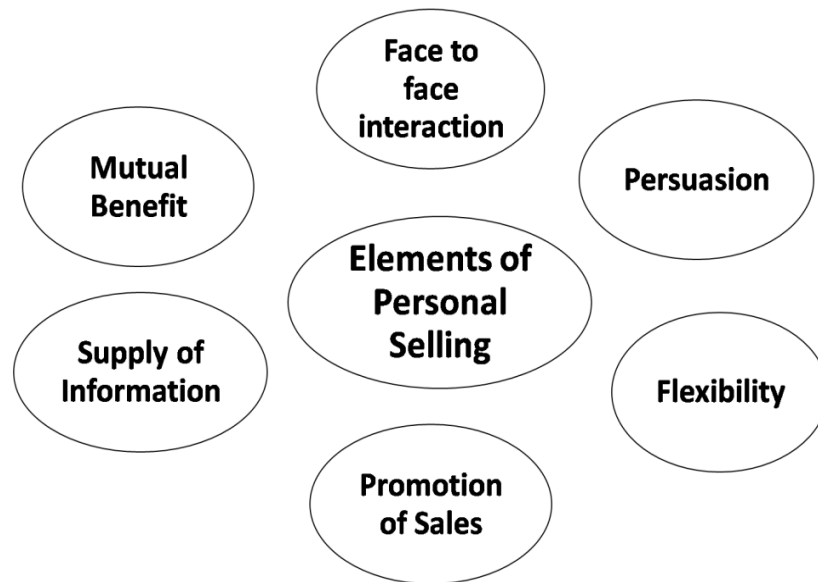 Face to
face
interaction
Mutual
Benefit
Persuasion
Elements of
Personal
Selling
Supply of
Information
Flexibility
Promotion
of Sales